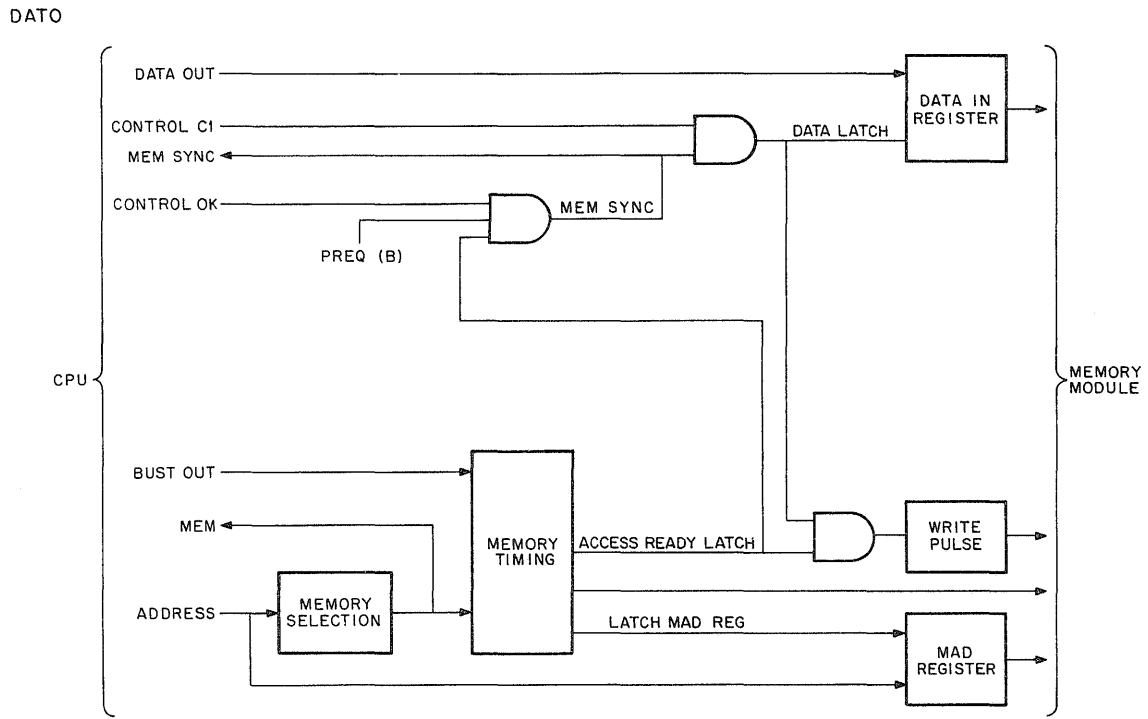 DATO
DATA OUT
DATA IN
REGISTER
CONTROL C1
DATA LATCH
MEM SYNC
CONTROL OK
MEM SYNC
PREQ (B)
CPU
MEMORY
MODULE
BUST OUT
MEM
MEMORY
TIMING
ACCESS READY LATCH
WRITE
PULSE
ADDRESS
MEMORY
SELECTION
LATCH MAD REG
MAD
REGISTER